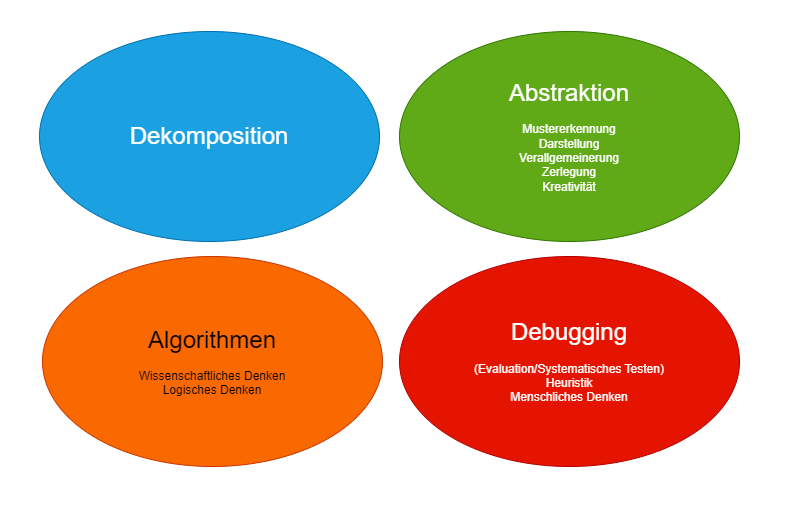 Dekomposition
Abstraktion
Mustererkennung
Darstellung
Verallgemeinerung
Zerlegung
Kreativität
Algorithmen
Wissenschaftliches Denken
Logisches Denken
Debugging
(Evaluation/Systematisches Testen)
Heuristik
Menschliches Denken